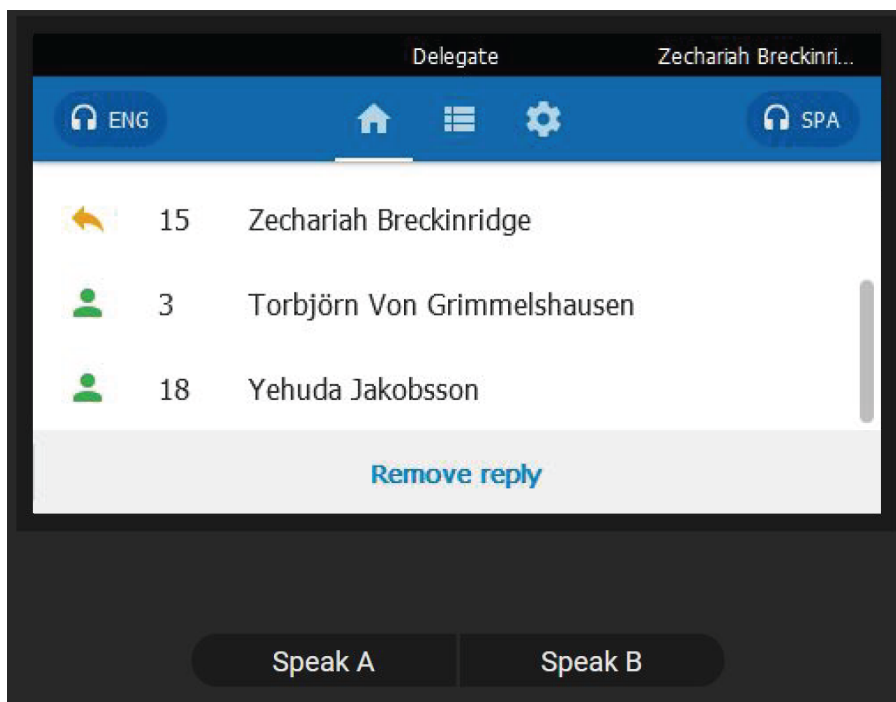 Delegate Zechariah Breckinri...
ENG SPA
15 Zechariah Breckinridge
3 Torbjörn Von Grimmelshausen
18 Yehuda Jakobsson
Remove reply
Speak A Speak B